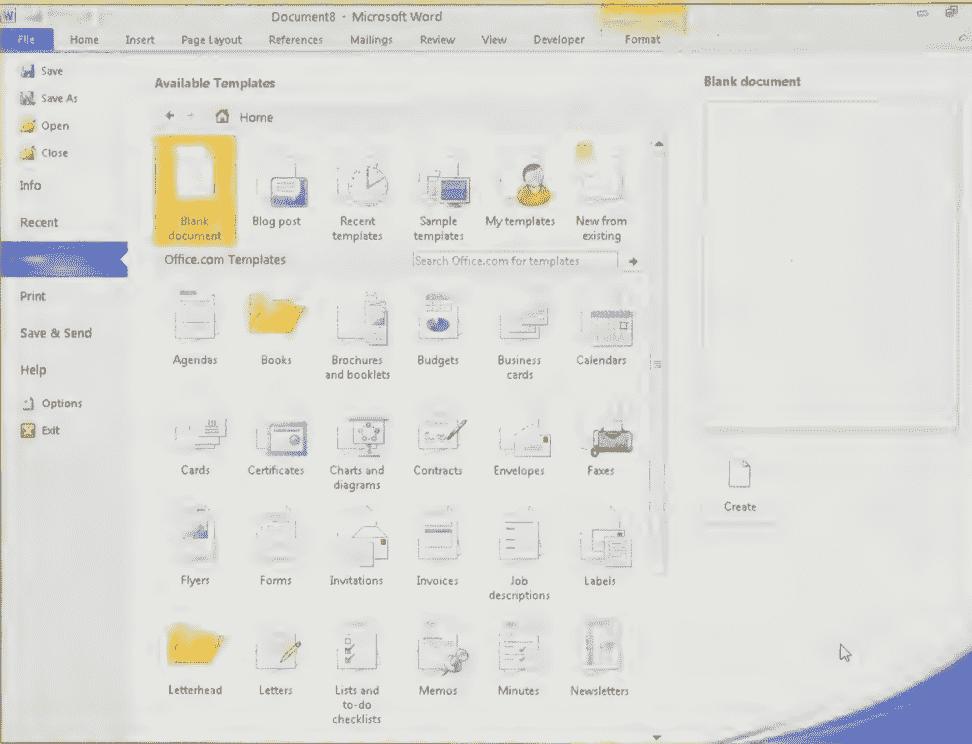 W
Document8 - Microsoft Word
File Home Insert Page Layout References Mailings Review View Developer Format
Save
Save As
Open
Close
Info
Recent
Print
Save & Send
Help
Options
Exit
Available Templates
Home
Blank document
Blog post
Recent templates
Sample templates
My templates
New from existing
Office.com Templates
Search Office.com for templates
Agendas
Books
Brochures and booklets
Budgets
Business cards
Calendars
Cards
Certificates
Charts and diagrams
Contracts
Envelopes
Faxes
Flyers
Forms
Invitations
Invoices
Job descriptions
Labels
Letterhead
Letters
Lists and to-do checklists
Memos
Minutes
Newsletters
Blank document
Create